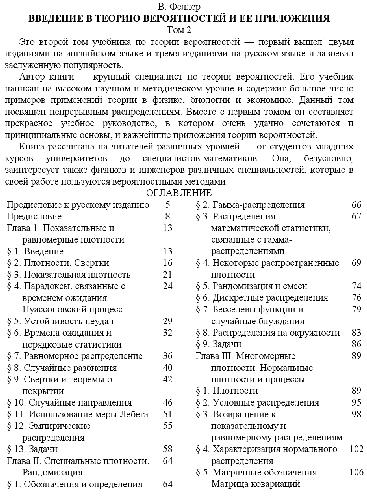 В. Феллер
ВВЕДЕНИЕ В ТЕОРИЮ ВЕРОЯТНОСТЕЙ И ЕЕ ПРИЛОЖЕНИЯ
Том 2
Это второй том учебника по теории вероятностей — первый вышел двумя
изданиями на английском языке и тремя изданиями на русском языке и завоевал
заслуженную популярность.
Автор книги — крупный специалист по теории вероятностей. Его учебник
написан на высоком научном и методическом уровне и содержит большое число
примеров применений теории в физике, биологии и экономике. Данный том
посвящен непрерывным распределениям. Вместе с первым томом он составляет
прекрасное учебное руководство, в котором очень удачно сочетаются и
принципиальные основы, и важнейшие приложения теории вероятностей.
Книга рассчитана на читателей различных уровней — от студентов младших
курсов университетов до специалистов-математиков. Она, безусловно,
заинтересует также физиков и инженеров различных специальностей, которые в
своей работе пользуются вероятностными методами.
ОГЛАВЛЕНИЕ
Предисловие к русскому изданию 5
Предисловие 8
Глава I. Показательные и 13
равномерные плотности
§ 1. Введение 13
§ 2. Плотности. Свертки 16
§ 3. Показательная плотность 21
§ 4. Парадоксы, связанные с 24
временем ожидания.
Пуассоновский процесс
§ 5. Устойчивость неудач 29
§ 6. Времена ожидания и 32
порядковые статистики
§ 7. Равномерное распределение 36
§ 8. Случайные разбиения 40
§ 9. Свертки и теоремы о 42
покрытии
§ 10. Случайные направления 46
§ 11. Использование меры Лебега 51
§ 12. Эмпирические 55
распределения
§ 13. Задачи 58
Глава II. Специальные плотности. 64
Рандомизация
§ 1. Обозначения и определения 64
§ 2. Гамма-распределения 66
§ 3. Распределения 67
математической статистики,
связанные с гамма-
распределениями
§ 4. Некоторые распространенные 69
плотности
§ 5. Рандомизация и смеси 74
§ 6. Дискретные распределения 76
§ 7. Бесселевы функции и 79
случайные блуждания
§ 8. Распределения на окружности 83
§ 9. Задачи 86
Глава III. Многомерные 89
плотности. Нормальные
плотности и процессы
§ 1. Плотности 89
§ 2. Условные распределения 95
§ 3. Возвращение к 98
показательному и
равномерному распределениям
§ 4. Характеризация нормального 102
распределения
§ 5. Матричные обозначения. 106
Матрица ковариаций